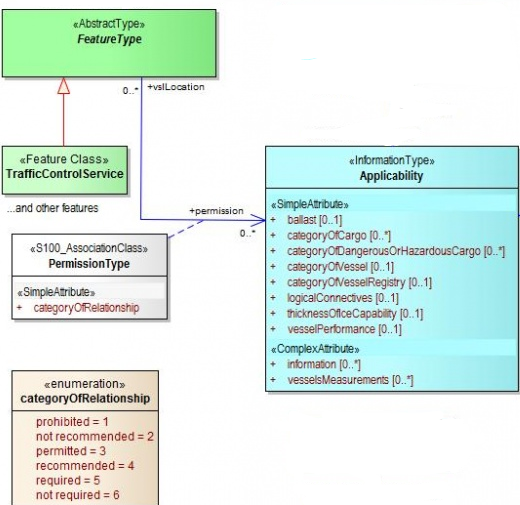 «AbstractType»
FeatureType
0..*
+vslLocation
«Feature Class»
TrafficControlService
...and other features
+permission
0..*
«S100_AssociationClass»
PermissionType
«SimpleAttribute»
+ categoryOfRelationship
«InformationType»
Applicability
«SimpleAttribute»
+ ballast [0..1]
+ categoryOfCargo [0..*]
+ categoryOfDangerousOrHazardousCargo [0..*]
+ categoryOfVessel [0..1]
+ categoryOfVesselRegistry [0..1]
+ logicalConnectives [0..1]
+ thicknessOfIceCapability [0..1]
+ vesselPerformance [0..1]
«ComplexAttribute»
+ information [0..*]
+ vesselsMeasurements [0..*]
«enumeration»
categoryOfRelationship
prohibited = 1
not recommended = 2
permitted = 3
recommended = 4
required = 5
not required = 6